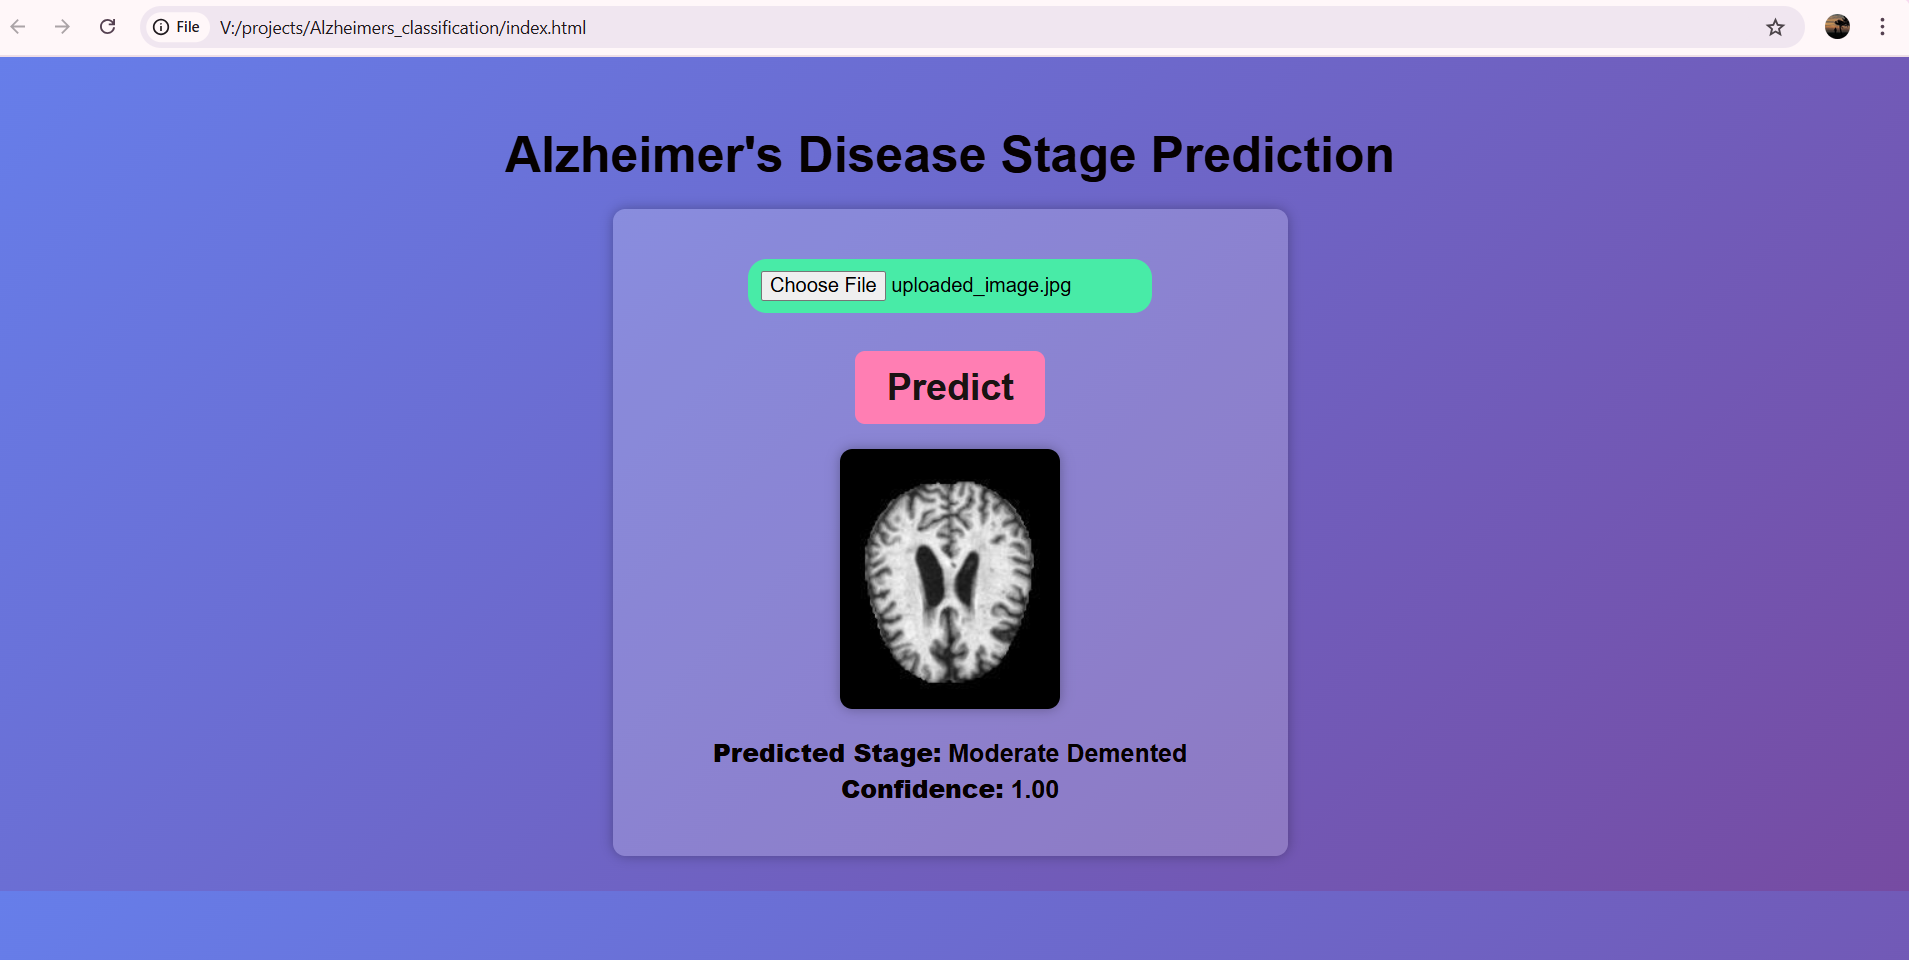 File V:/projects/Alzheimers_classification/index.html
Alzheimer's Disease Stage Prediction
Choose File uploaded_image.jpg
Predict
Predicted Stage: Moderate Demented
Confidence: 1.00